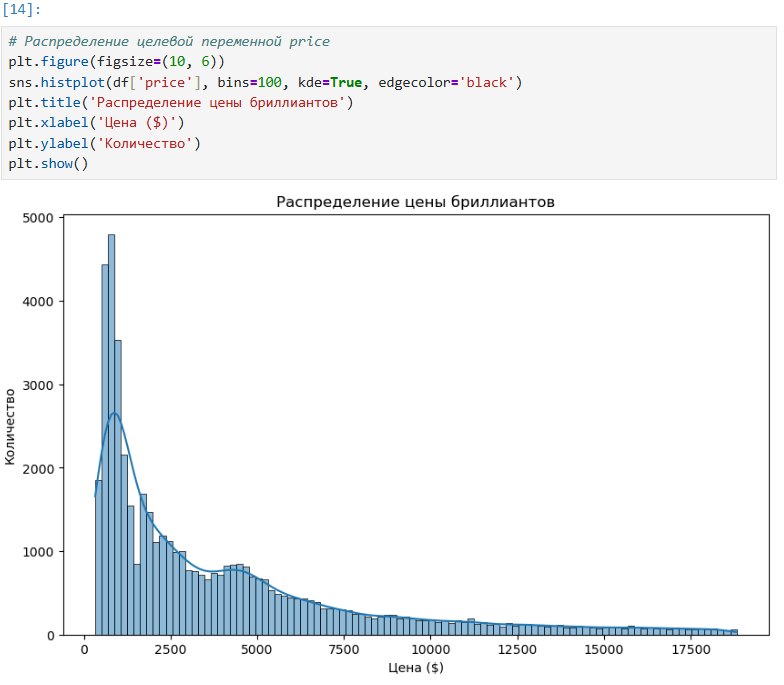 [14]:
# Распределение целевой переменной price
plt.figure(figsize=(10, 6))
sns.histplot(df['price'], bins=100, kde=True, edgecolor='black')
plt.title('Распределение цены бриллиантов')
plt.xlabel('Цена ($)')
plt.ylabel('Количество')
plt.show()
Распределение цены бриллиантов
5000
4000
3000
2000
1000
0
Количество
0 2500 5000 7500 10000 12500 15000 17500
Цена ($)